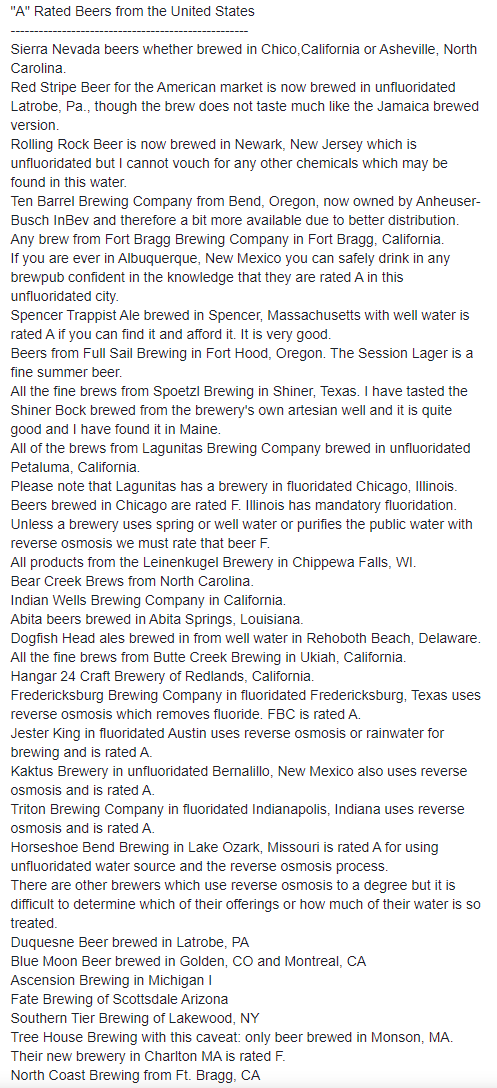 "A" Rated Beers from the United States
--------------------------------------------------
Sierra Nevada beers whether brewed in Chico,California or Asheville, North
Carolina.
Red Stripe Beer for the American market is now brewed in unfluoridated
Latrobe, Pa., though the brew does not taste much like the Jamaica brewed
version.
Rolling Rock Beer is now brewed in Newark, New Jersey which is
unfluoridated but I cannot vouch for any other chemicals which may be
found in this water.
Ten Barrel Brewing Company from Bend, Oregon, now owned by Anheuser-
Busch InBev and therefore a bit more available due to better distribution.
Any brew from Fort Bragg Brewing Company in Fort Bragg, California.
If you are ever in Albuquerque, New Mexico you can safely drink in any
brewpub confident in the knowledge that they are rated A in this
unfluoridated city.
Spencer Trappist Ale brewed in Spencer, Massachusetts with well water is
rated A if you can find it and afford it. It is very good.
Beers from Full Sail Brewing in Fort Hood, Oregon. The Session Lager is a
fine summer beer.
All the fine brews from Spoetzl Brewing in Shiner, Texas. I have tasted the
Shiner Bock brewed from the brewery's own artesian well and it is quite
good and I have found it in Maine.
All of the brews from Lagunitas Brewing Company brewed in unfluoridated
Petaluma, California.
Please note that Lagunitas has a brewery in fluoridated Chicago, Illinois.
Beers brewed in Chicago are rated F. Illinois has mandatory fluoridation.
Unless a brewery uses spring or well water or purifies the public water with
reverse osmosis we must rate that beer F.
All products from the Leinenkugel Brewery in Chippewa Falls, WI.
Bear Creek Brews from North Carolina.
Indian Wells Brewing Company in California.
Abita beers brewed in Abita Springs, Louisiana.
Dogfish Head ales brewed in from well water in Rehoboth Beach, Delaware.
All the fine brews from Butte Creek Brewing in Ukiah, California.
Hangar 24 Craft Brewery of Redlands, California.
Fredericksburg Brewing Company in fluoridated Fredericksburg, Texas uses
reverse osmosis which removes fluoride. FBC is rated A.
Jester King in fluoridated Austin uses reverse osmosis or rainwater for
brewing and is rated A.
Kaktus Brewery in unfluoridated Bernalillo, New Mexico also uses reverse
osmosis and is rated A.
Triton Brewing Company in fluoridated Indianapolis, Indiana uses reverse
osmosis and is rated A.
Horseshoe Bend Brewing in Lake Ozark, Missouri is rated A for using
unfluoridated water source and the reverse osmosis process.
There are other brewers which use reverse osmosis to a degree but it is
difficult to determine which of their offerings or how much of their water is so
treated.
Duquesne Beer brewed in Latrobe, PA
Blue Moon Beer brewed in Golden, CO and Montreal, CA
Ascension Brewing in Michigan I
Fate Brewing of Scottsdale Arizona
Southern Tier Brewing of Lakewood, NY
Tree House Brewing with this caveat: only beer brewed in Monson, MA.
Their new brewery in Charlton MA is rated F.
North Coast Brewing from Ft. Bragg, CA